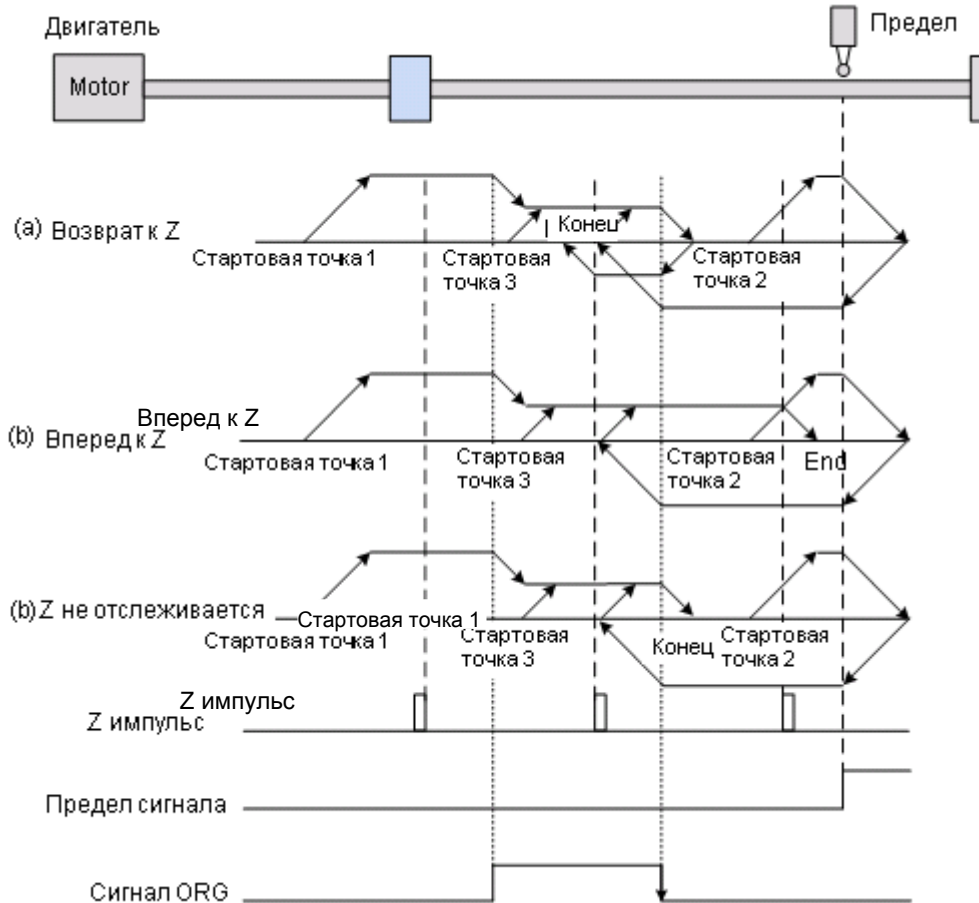 Двигатель
Предел
Motor
(a) Возврат к Z
Конец
Стартовая точка 1
Стартовая
точка 3
Стартовая
точка 2
Вперед к Z
(b) Вперед к Z
Стартовая точка 1
Стартовая
точка 3
Стартовая
точка 2
End
(b) Z не отслеживается
Стартовая точка 1
Стартовая точка 1
Стартовая
точка 3
Конец
Стартовая
точка 2
Z импульс
Z импульс
Предел сигнала
Сигнал ORG